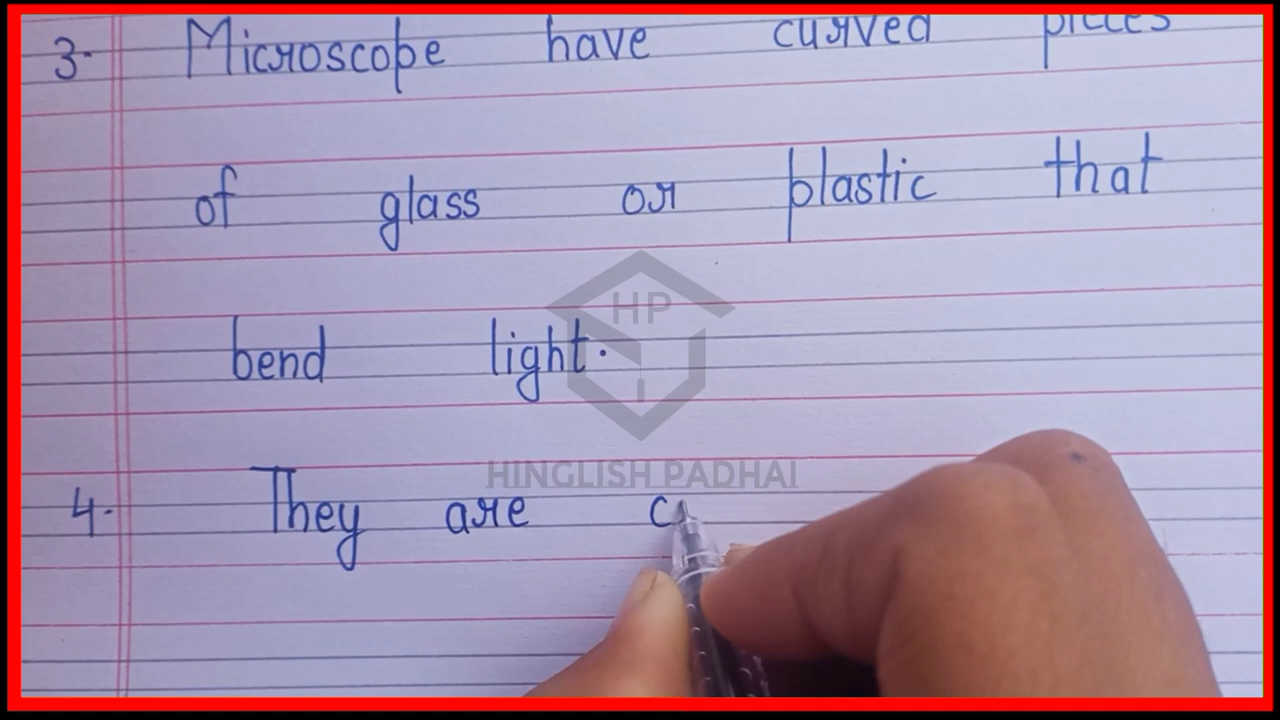 3. Microscope have curved pieces
of glass or plastic that
bend light.
HP
I
HINGLISH PADHAI
4. They are c